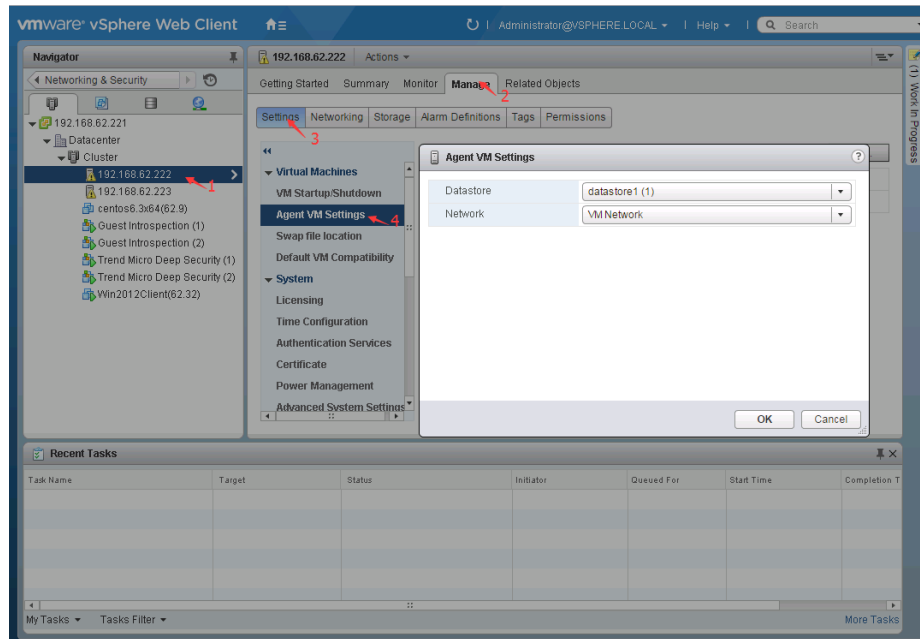 vmware® vSphere Web Client
Administrator@VSPHERE.LOCAL
Help
Search
Navigator
192.168.62.222 Actions
Networking & Security
Getting Started Summary Monitor Manage Related Objects
2
(1) Work In Progress
192.168.62.221
Settings Networking Storage Alarm Definitions Tags Permissions
3
Datacenter
Cluster
192.168.62.222
1
192.168.62.223
centos6.3x64(62.9)
Guest Introspection (1)
Guest Introspection (2)
Trend Micro Deep Security (1)
Trend Micro Deep Security (2)
Win2012Client(62.32)
Virtual Machines
VM Startup/Shutdown
Agent VM Settings
4
Swap file location
Default VM Compatibility
System
Licensing
Time Configuration
Authentication Services
Certificate
Power Management
Advanced System Settings
Agent VM Settings
?
Datastore datastore1 (1)
Network VM Network
OK Cancel
Recent Tasks
Task Name Target Status Initiator Queued For Start Time Completion T
My Tasks Tasks Filter More Tasks